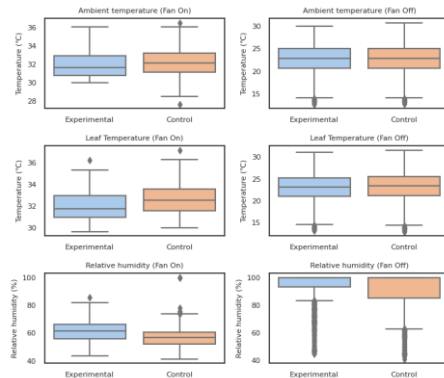 Ambient temperature (Fan On)
Temperature (℃)
36
34
32
30
28
Experimental
Control
Ambient temperature (Fan Off)
Temperature (℃)
30
25
20
15
Experimental
Control
Leaf Temperature (Fan On)
Temperature (℃)
36
34
32
30
Experimental
Control
Leaf Temperature (Fan Off)
Temperature (℃)
30
25
20
15
Experimental
Control
Relative humidity (Fan On)
Relative humidity (%)
100
80
60
40
Experimental
Control
Relative humidity (Fan Off)
Relative humidity (%)
100
80
60
40
Experimental
Control